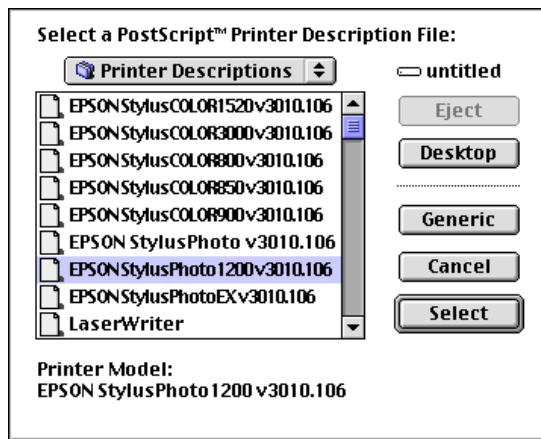 Select a PostScript™ Printer Description File:
Printer Descriptions
untitled
EPSONStylusCOLOR1520v3010.106
EPSONStylusCOLOR3000v3010.106
EPSONStylusCOLOR800v3010.106
EPSONStylusCOLOR850v3010.106
EPSONStylusCOLOR900v3010.106
EPSON StylusPhoto v3010.106
EPSONStylusPhoto1200v3010.106
EPSONStylusPhotoEXv3010.106
LaserWriter
Eject
Desktop
Generic
Cancel
Select
Printer Model:
EPSON StylusPhoto1200 v3010.106